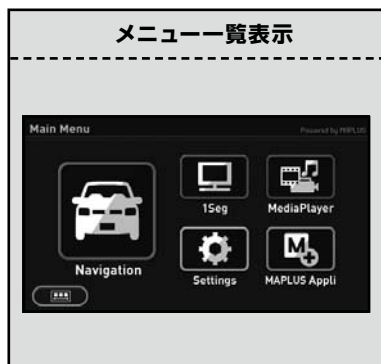 メニュー一覧表示
Main Menu
Powered by MAPLUS
1Seg
MediaPlayer
Navigation
Settings
MAPLUS Appli